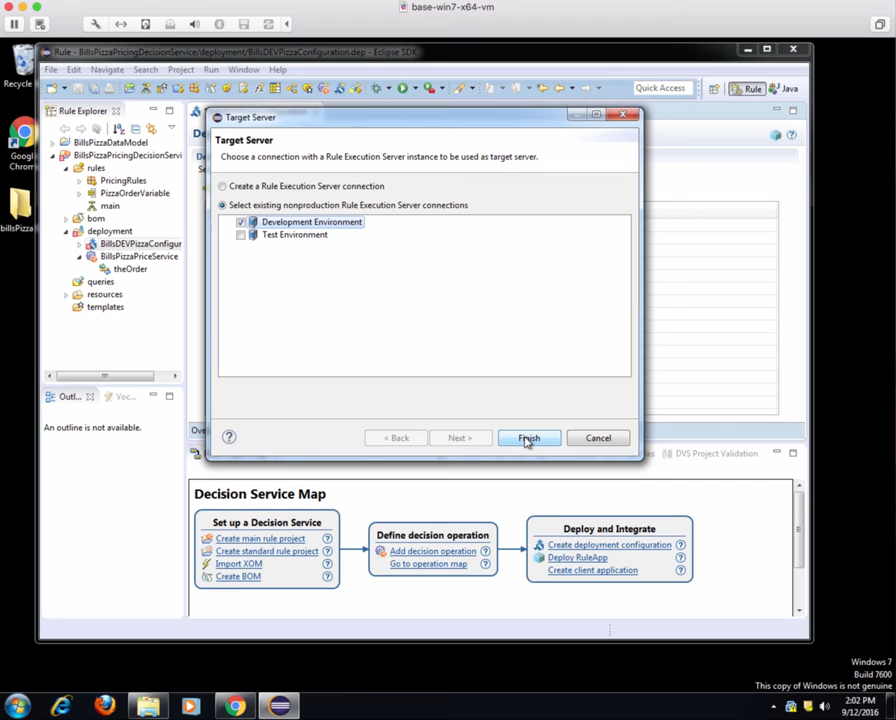 base-win7-x64-vm
Recycle
Google
Chrome
billsPizz
Rule - BillsPizzaPricingDecisionService/deployment/BillsDEVPizzaConfiguration.dep - Eclipse SDK
File Edit Navigate Search Project Run Window Help
Quick Access
Rule
Java
Rule Explorer
BillsPizzaDataModel
BillsPizzaPricingDecisionServi
rules
PricingRules
PizzaOrderVariable
main
bom
deployment
BillsDEVPizzaConfigur
BillsPizzaPriceService
theOrder
queries
resources
templates
Outl...
Voc...
An outline is not available.
Target Server
Target Server
Choose a connection with a Rule Execution Server instance to be used as target server.
Create a Rule Execution Server connection
Select existing nonproduction Rule Execution Server connections
Development Environment
Test Environment
< Back
Next >
Finish
Cancel
DVS Project Validation
Decision Service Map
Set up a Decision Service
Create main rule project
Create standard rule project
Import XOM
Create BOM
Define decision operation
Add decision operation
Go to operation map
Deploy and Integrate
Create deployment configuration
Deploy RuleApp
Create client application
Windows 7
Build 7600
This copy of Windows is not genuine
2:02 PM
9/12/2016